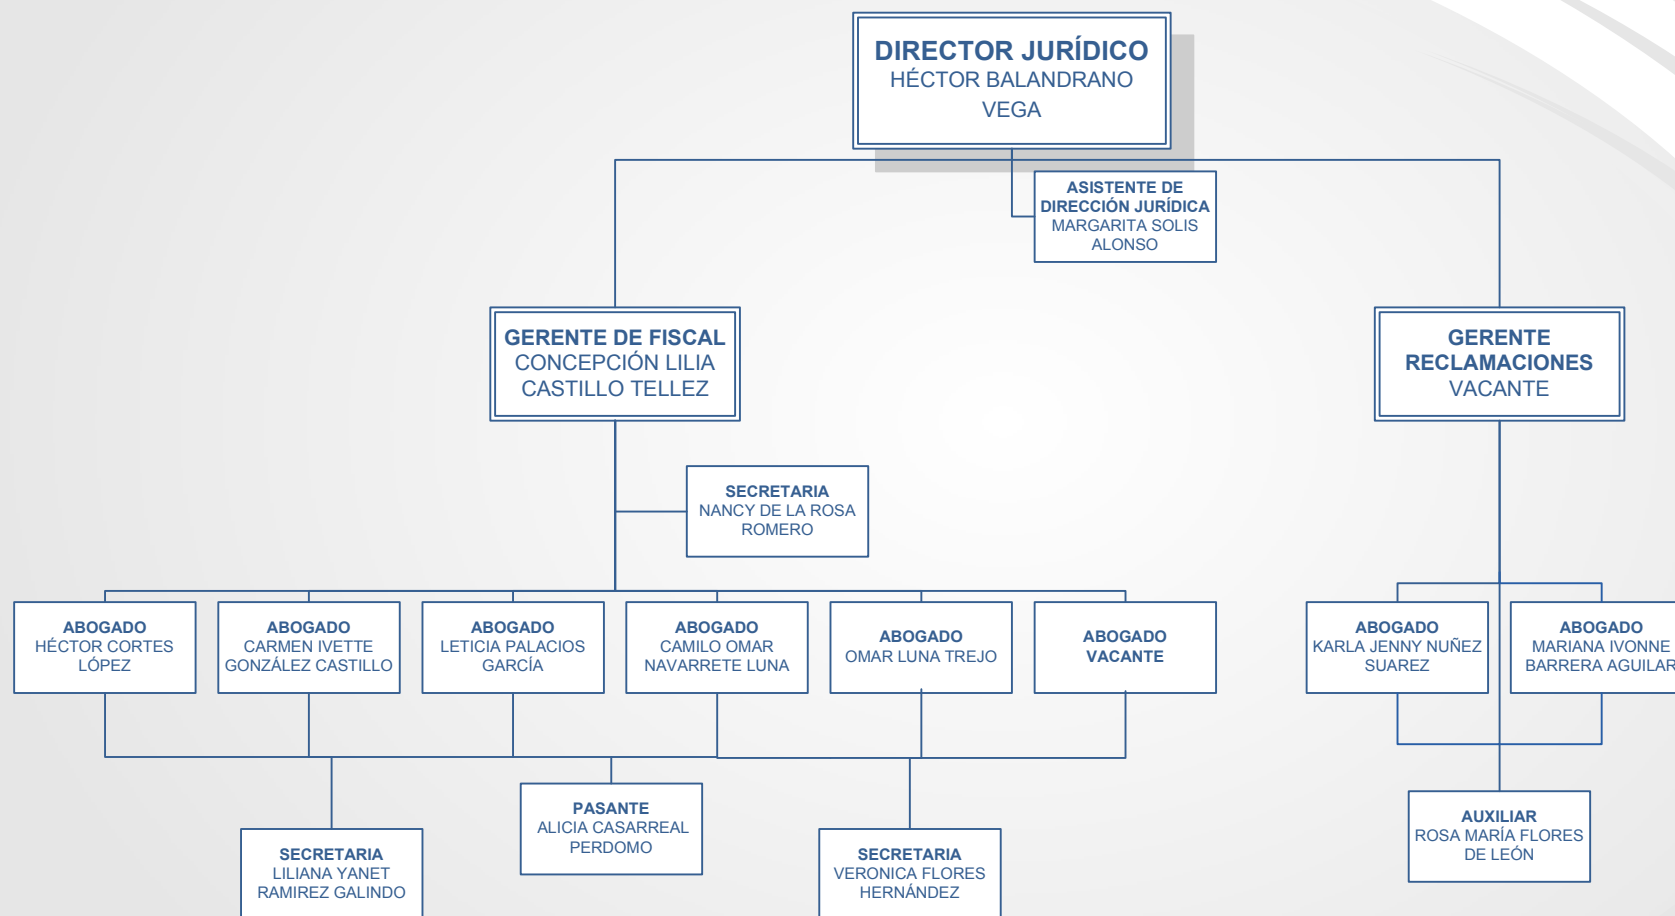 DIRECTOR JURÍDICO
HÉCTOR BALANDRANO
VEGA
ASISTENTE DE
DIRECCIÓN JURÍDICA
MARGARITA SOLIS
ALONSO
GERENTE DE FISCAL
CONCEPCIÓN LILIA
CASTILLO TELLEZ
GERENTE
RECLAMACIONES
VACANTE
SECRETARIA
NANCY DE LA ROSA
ROMERO
ABOGADO
HÉCTOR CORTES
LÓPEZ
ABOGADO
CARMEN IVETTE
GONZÁLEZ CASTILLO
ABOGADO
LETICIA PALACIOS
GARCÍA
ABOGADO
CAMILO OMAR
NAVARRETE LUNA
ABOGADO
OMAR LUNA TREJO
ABOGADO
VACANTE
ABOGADO
KARLA JENNY NUÑEZ
SUAREZ
ABOGADO
MARIANA IVONNE
BARRERA AGUILAR
PASANTE
ALICIA CASARREAL
PERDOMO
AUXILIAR
ROSA MARÍA FLORES
DE LEÓN
SECRETARIA
LILIANA YANET
RAMIREZ GALINDO
SECRETARIA
VERONICA FLORES
HERNÁNDEZ